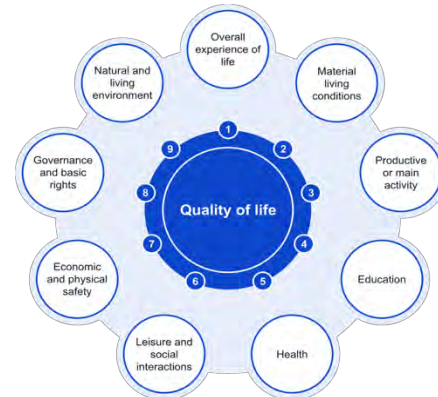 Overall
experience of
life
Material
living
conditions
Productive
or main
activity
Education
Health
Leisure and
social
interactions
Economic
and physical
safety
Governance
and basic
rights
Natural and
living
environment
1
2
3
4
5
6
7
8
9
Quality of life